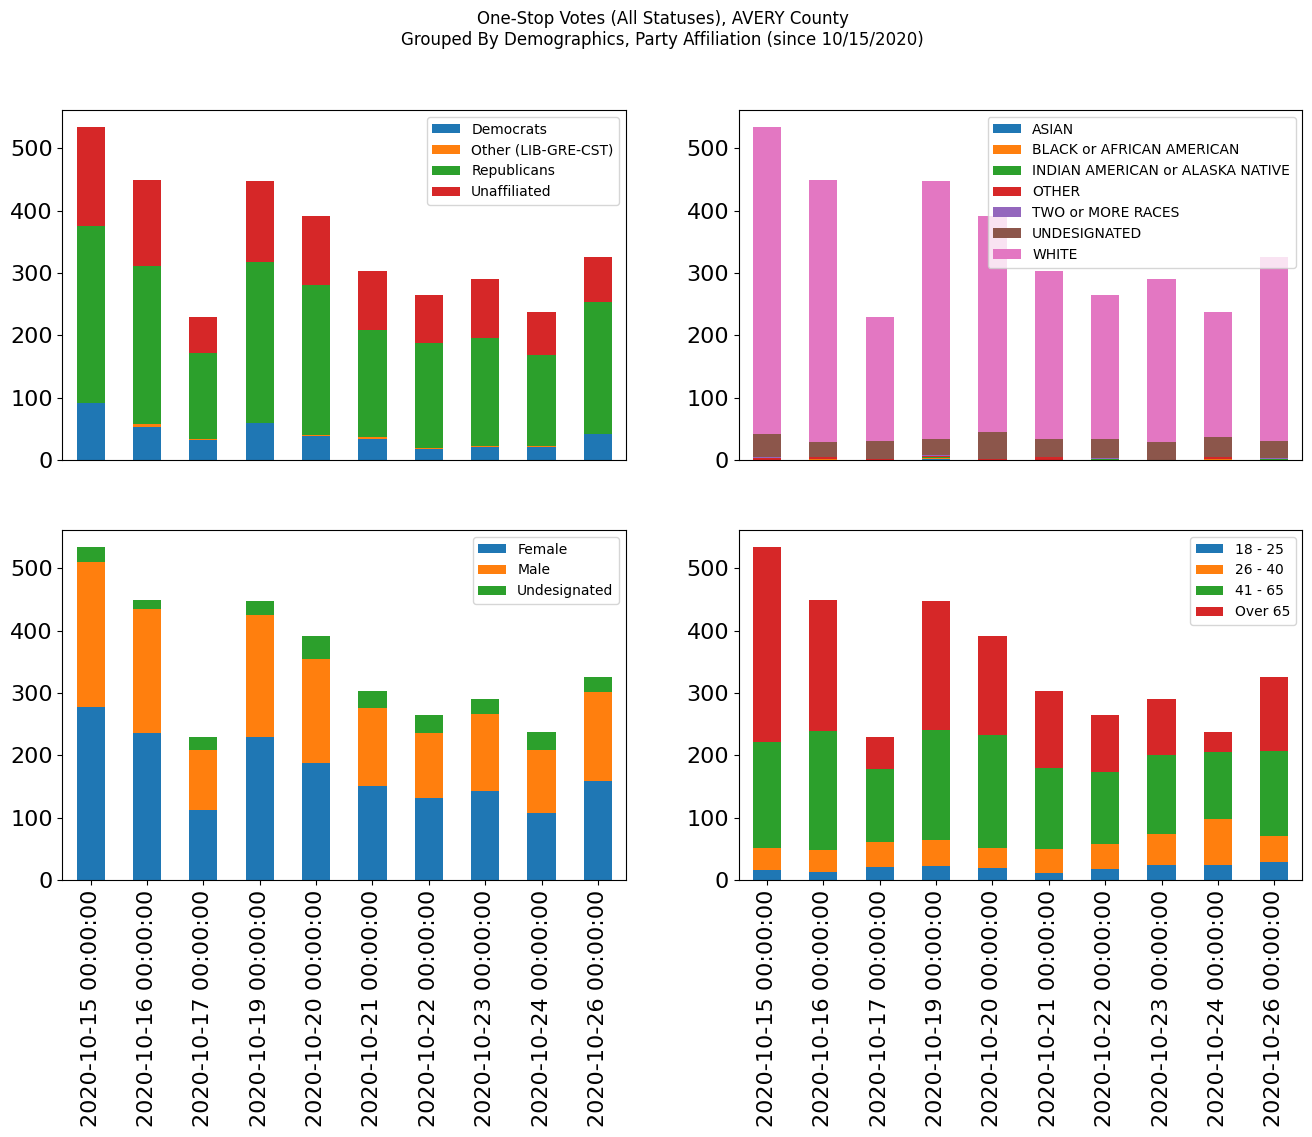 One-Stop Votes (All Statuses), AVERY County
Grouped By Demographics, Party Affiliation (since 10/15/2020)
500
400
300
200
100
0
Democrats
Other (LIB-GRE-CST)
Republicans
Unaffiliated
500
400
300
200
100
0
ASIAN
BLACK or AFRICAN AMERICAN
INDIAN AMERICAN or ALASKA NATIVE
OTHER
TWO or MORE RACES
UNDESIGNATED
WHITE
500
400
300
200
100
0
Female
Male
Undesignated
2020-10-15 00:00:00
2020-10-16 00:00:00
2020-10-17 00:00:00
2020-10-19 00:00:00
2020-10-20 00:00:00
2020-10-21 00:00:00
2020-10-22 00:00:00
2020-10-23 00:00:00
2020-10-24 00:00:00
2020-10-26 00:00:00
500
400
300
200
100
0
18 - 25
26 - 40
41 - 65
Over 65
2020-10-15 00:00:00
2020-10-16 00:00:00
2020-10-17 00:00:00
2020-10-19 00:00:00
2020-10-20 00:00:00
2020-10-21 00:00:00
2020-10-22 00:00:00
2020-10-23 00:00:00
2020-10-24 00:00:00
2020-10-26 00:00:00